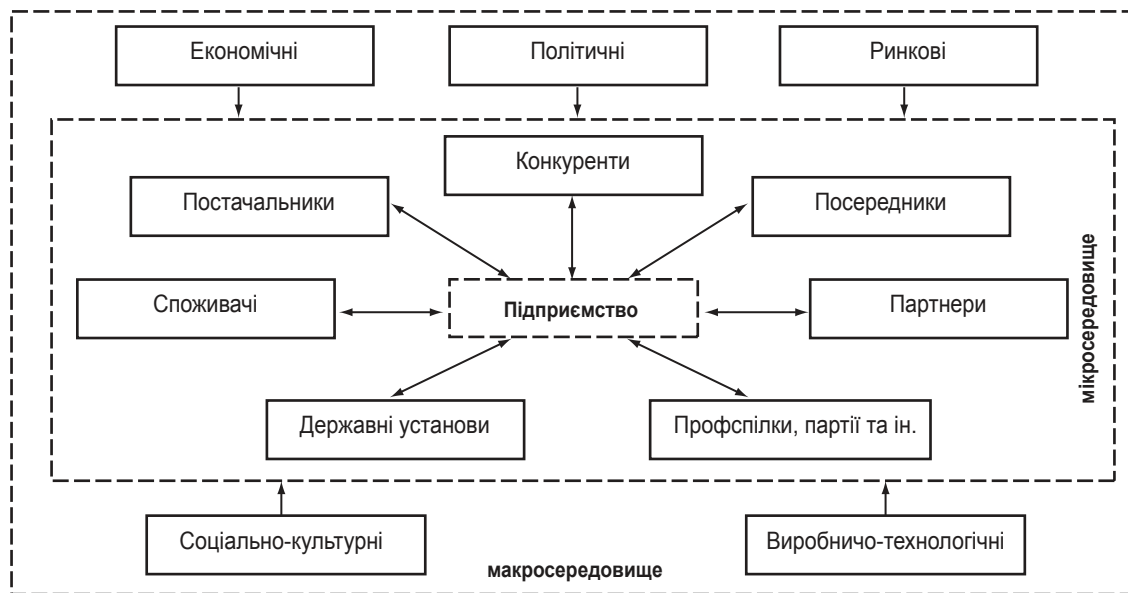 Економічні
Політичні
Ринкові
Конкуренти
Постачальники
Посередники
Споживачі
Підприємство
Партнери
мікросередовище
Державні установи
Профспілки, партії та ін.
Соціально-культурні
Виробничо-технологічні
макросередовище